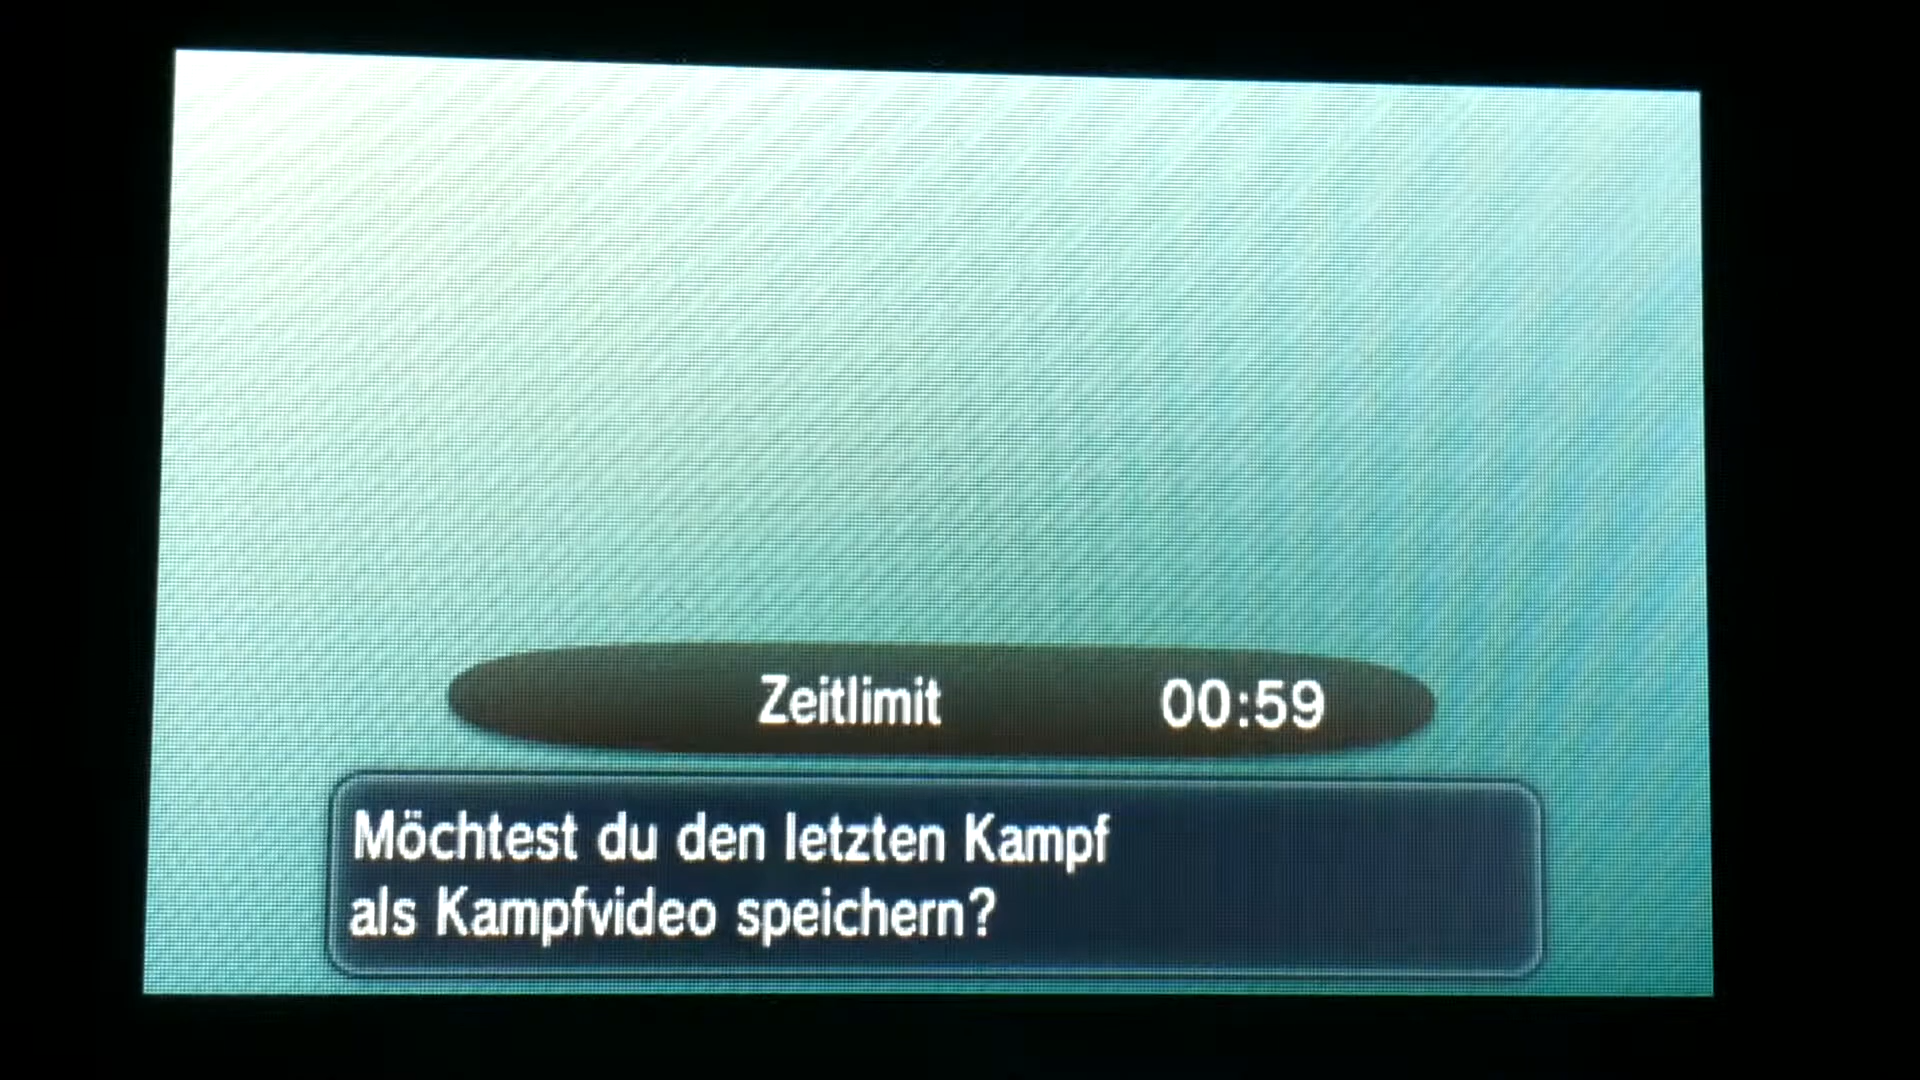 Zeitlimit 00:59
Möchtest du den letzten Kampf
als Kampfvideo speichern?